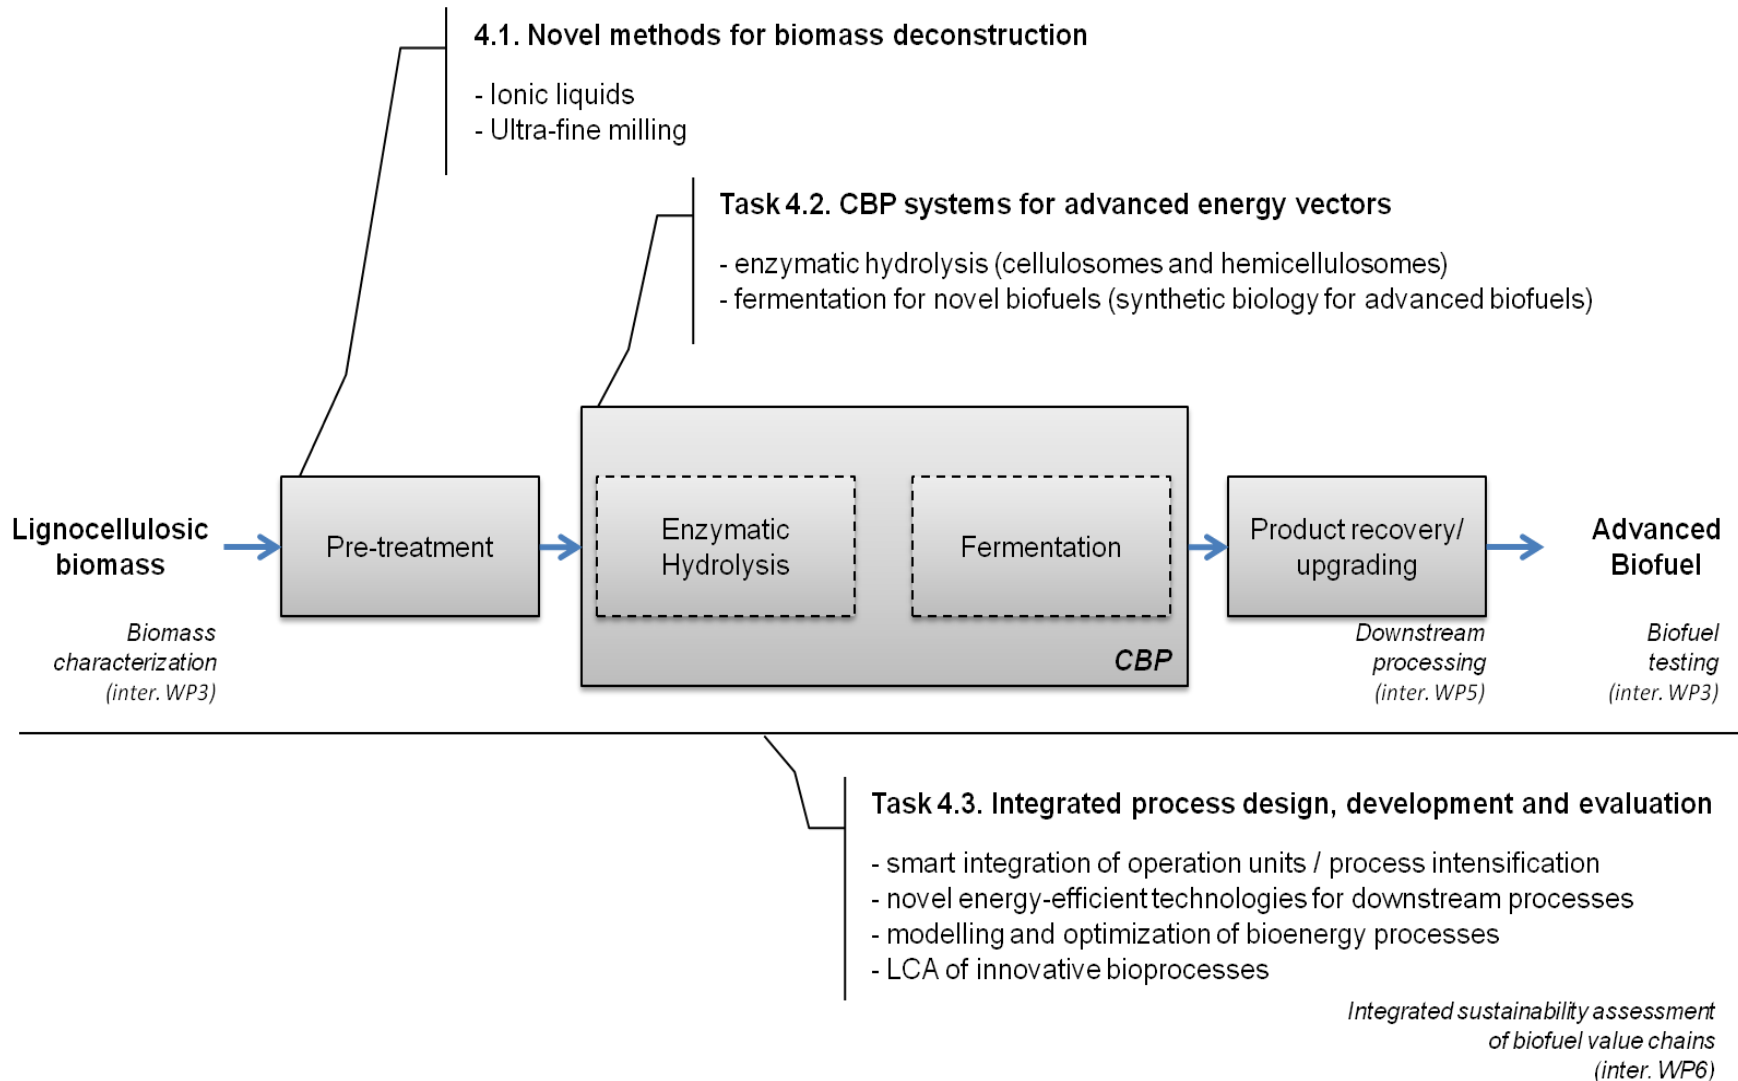 4.1. Novel methods for biomass deconstruction
- Ionic liquids
- Ultra-fine milling
Task 4.2. CBP systems for advanced energy vectors
- enzymatic hydrolysis (cellulosomes and hemicellulosomes)
- fermentation for novel biofuels (synthetic biology for advanced biofuels)
Lignocellulosic
biomass
Biomass
characterization
(inter. WP3)
Pre-treatment
Enzymatic
Hydrolysis
Fermentation
CBP
Product recovery/
upgrading
Downstream
processing
(inter. WP5)
Advanced
Biofuel
Biofuel
testing
(inter. WP3)
Task 4.3. Integrated process design, development and evaluation
- smart integration of operation units / process intensification
- novel energy-efficient technologies for downstream processes
- modelling and optimization of bioenergy processes
- LCA of innovative bioprocesses
Integrated sustainability assessment
of biofuel value chains
(inter. WP6)